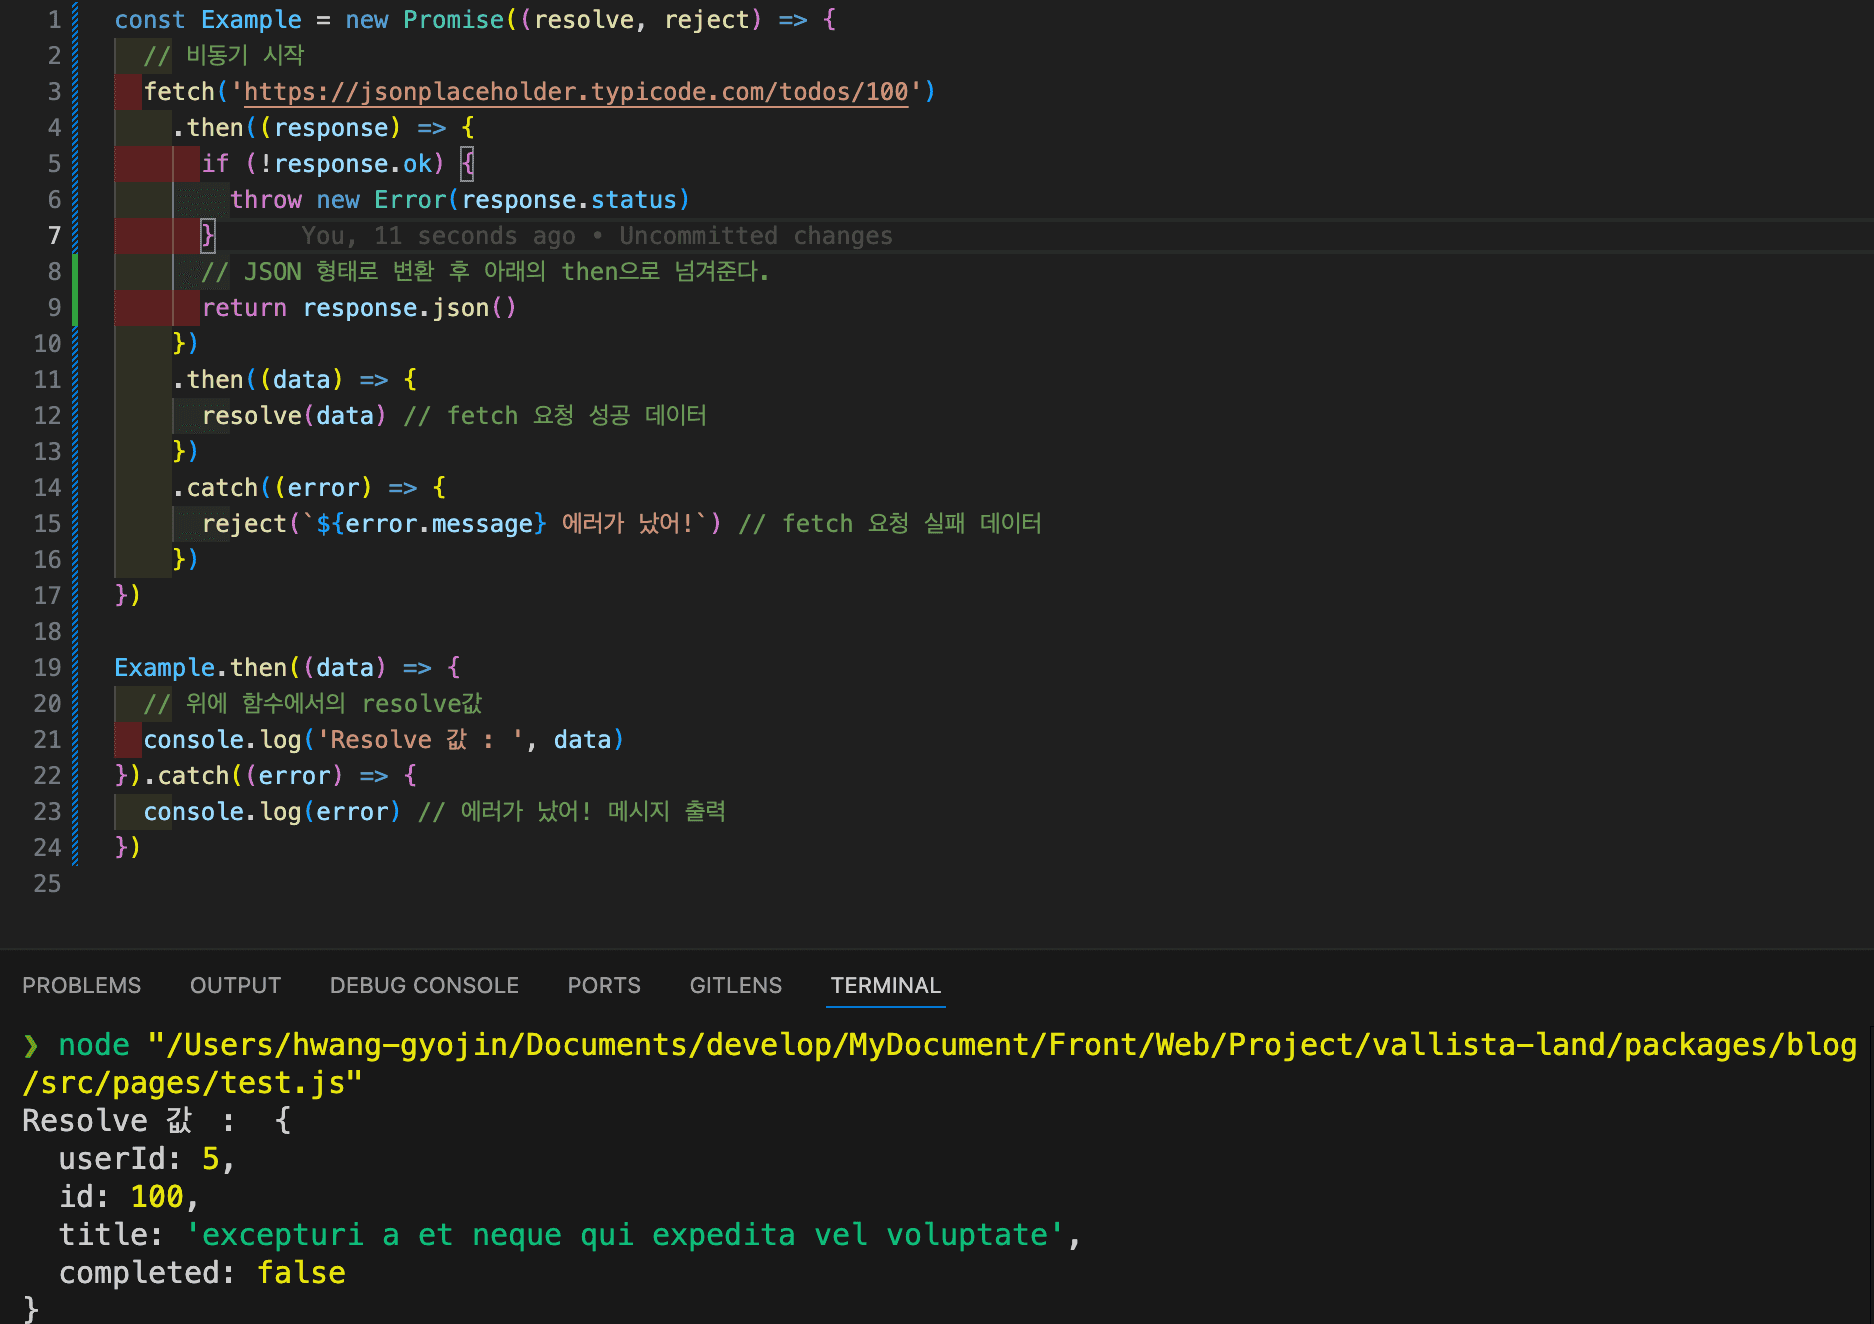 1 const Example = new Promise((resolve, reject) => {
2   // 비동기 시작
3   fetch('https://jsonplaceholder.typicode.com/todos/100')
4     .then((response) => {
5       if (!response.ok) {
6         throw new Error(response.status)
7       }      You, 11 seconds ago • Uncommitted changes
8       // JSON 형태로 변환 후 아래의 then으로 넘겨준다.
9       return response.json()
10     })
11     .then((data) => {
12       resolve(data) // fetch 요청 성공 데이터
13     })
14     .catch((error) => {
15       reject(`${error.message} 에러가 났어!`) // fetch 요청 실패 데이터
16     })
17 })
18
19 Example.then((data) => {
20   // 위에 함수에서의 resolve값
21   console.log('Resolve 값 : ', data)
22 }).catch((error) => {
23   console.log(error) // 에러가 났어! 메시지 출력
24 })
25
PROBLEMS OUTPUT DEBUG CONSOLE PORTS GITLENS TERMINAL
❯ node "/Users/hwang-gyojin/Documents/develop/MyDocument/Front/Web/Project/vallista-land/packages/blog
/src/pages/test.js"
Resolve 값 :  {
  userId: 5,
  id: 100,
  title: 'excepturi a et neque qui expedita vel voluptate',
  completed: false
}